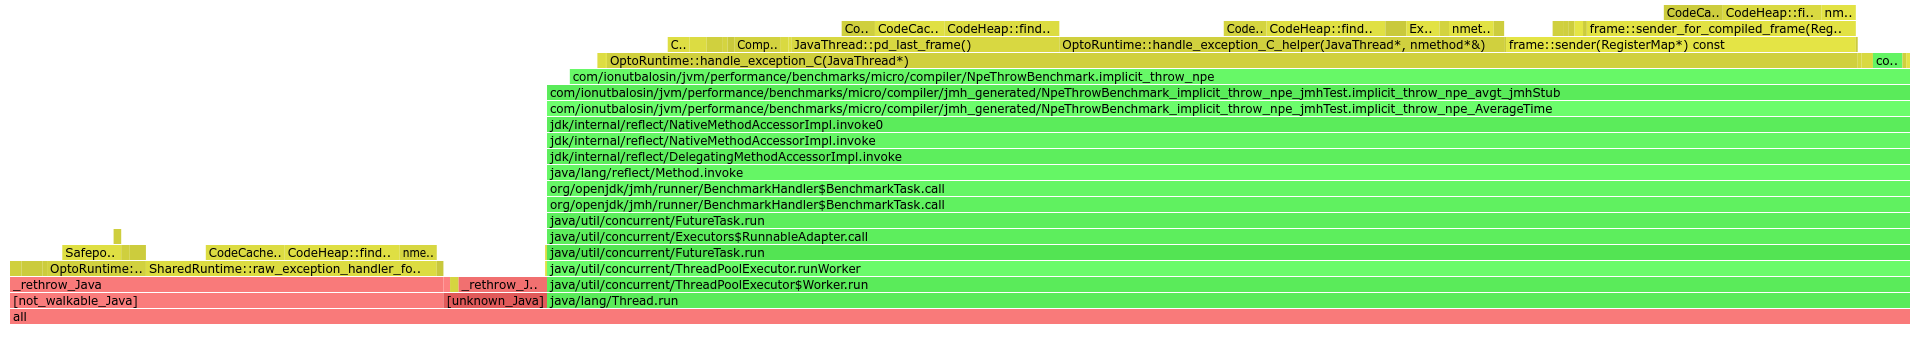 CodeCa.. CodeHeap::fi.. nm..
Co.. CodeCac.. CodeHeap::find.. Code.. CodeHeap::find.. Ex.. nmet.. frame::sender_for_compiled_frame(Reg..
C.. Comp.. JavaThread::pd_last_frame() OptoRuntime::handle_exception_C_helper(JavaThread*, nmethod*&) frame::sender(RegisterMap*) const
OptoRuntime::handle_exception_C(JavaThread*) co..
com/ionutbalosin/jvm/performance/benchmarks/micro/compiler/NpeThrowBenchmark.implicit_throw_npe
com/ionutbalosin/jvm/performance/benchmarks/micro/compiler/jmh_generated/NpeThrowBenchmark_implicit_throw_npe_jmhTest.implicit_throw_npe_avgt_jmhStub
com/ionutbalosin/jvm/performance/benchmarks/micro/compiler/jmh_generated/NpeThrowBenchmark_implicit_throw_npe_jmhTest.implicit_throw_npe_AverageTime
jdk/internal/reflect/NativeMethodAccessorImpl.invoke0
jdk/internal/reflect/NativeMethodAccessorImpl.invoke
jdk/internal/reflect/DelegatingMethodAccessorImpl.invoke
java/lang/reflect/Method.invoke
org/openjdk/jmh/runner/BenchmarkHandler$BenchmarkTask.call
org/openjdk/jmh/runner/BenchmarkHandler$BenchmarkTask.call
java/util/concurrent/FutureTask.run
java/util/concurrent/Executors$RunnableAdapter.call
Safepo.. CodeCache.. CodeHeap::find.. nme.. java/util/concurrent/FutureTask.run
OptoRuntime:.. SharedRuntime::raw_exception_handler_fo.. java/util/concurrent/ThreadPoolExecutor.runWorker
_rethrow_Java _rethrow_J.. java/util/concurrent/ThreadPoolExecutor$Worker.run
[not_walkable_Java] [unknown_Java] java/lang/Thread.run
all